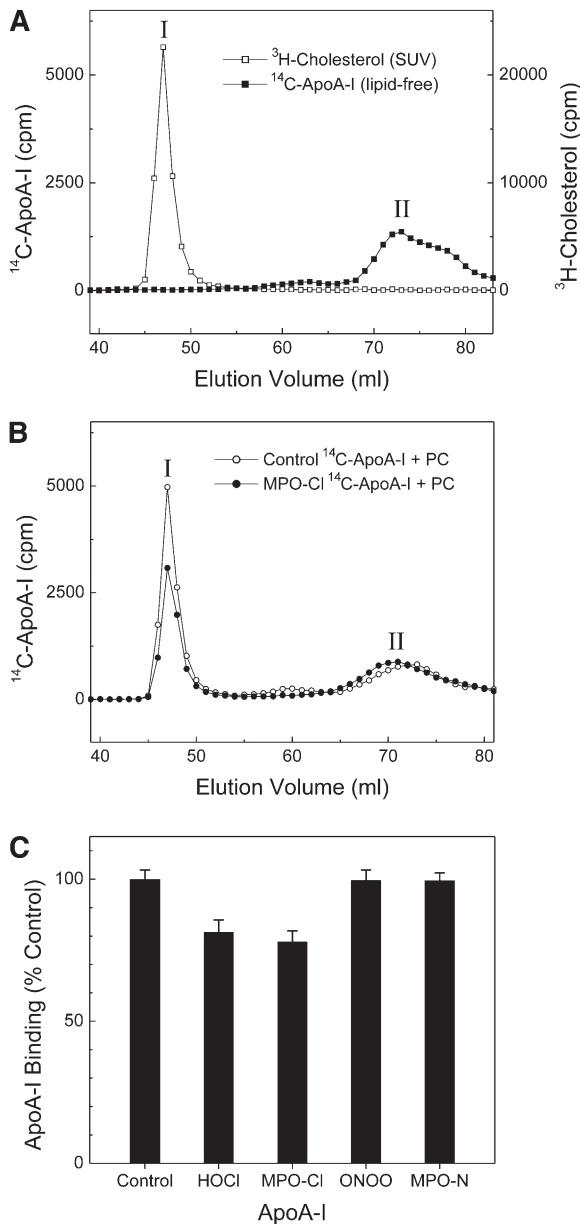 A
I
³H-Cholesterol (SUV)
¹⁴C-ApoA-I (lipid-free)
5000
20000
¹⁴C-ApoA-I (cpm)
³H-Cholesterol (cpm)
2500
10000
II
0
0
40 50 60 70 80
Elution Volume (ml)
B
I
Control ¹⁴C-ApoA-I + PC
MPO-Cl ¹⁴C-ApoA-I + PC
5000
¹⁴C-ApoA-I (cpm)
2500
II
0
40 50 60 70 80
Elution Volume (ml)
C
100
ApoA-I Binding (% Control)
50
0
Control HOCl MPO-Cl ONOO MPO-N
ApoA-I